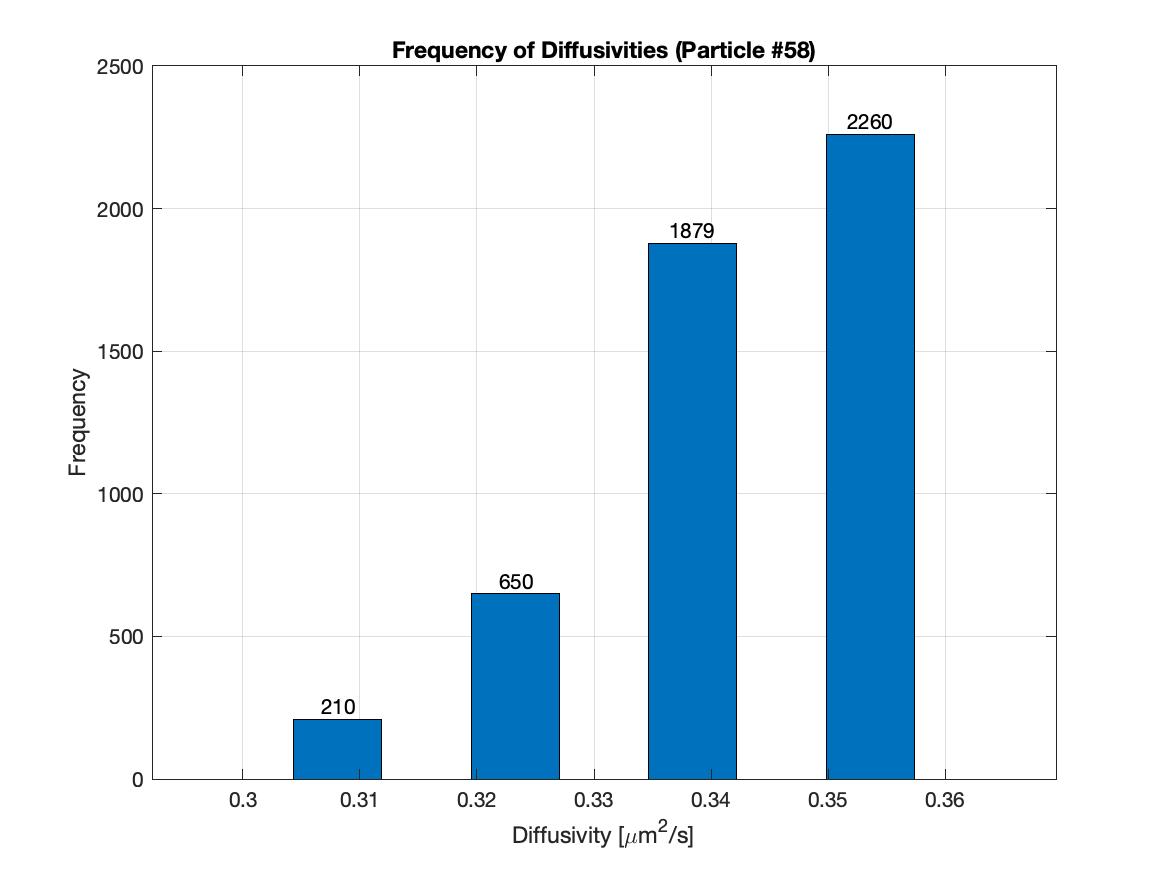 Frequency of Diffusivities (Particle #58)
2500
2000
1500
1000
500
0
Frequency
210
650
1879
2260
0.3 0.31 0.32 0.33 0.34 0.35 0.36
Diffusivity [μm²/s]